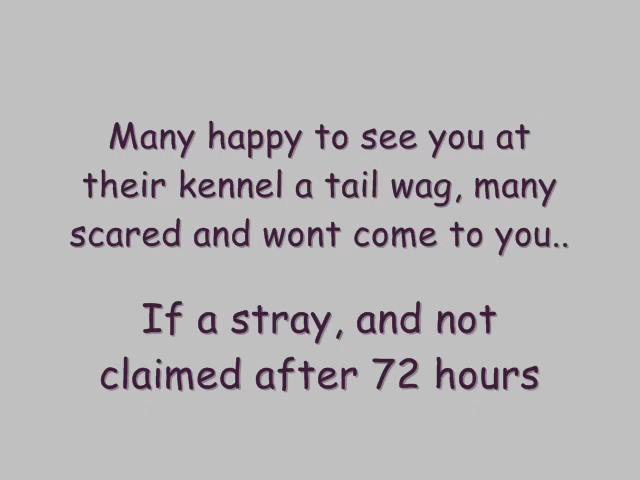 Many happy to see you at
their kennel a tail wag, many
scared and wont come to you..
If a stray, and not
claimed after 72 hours